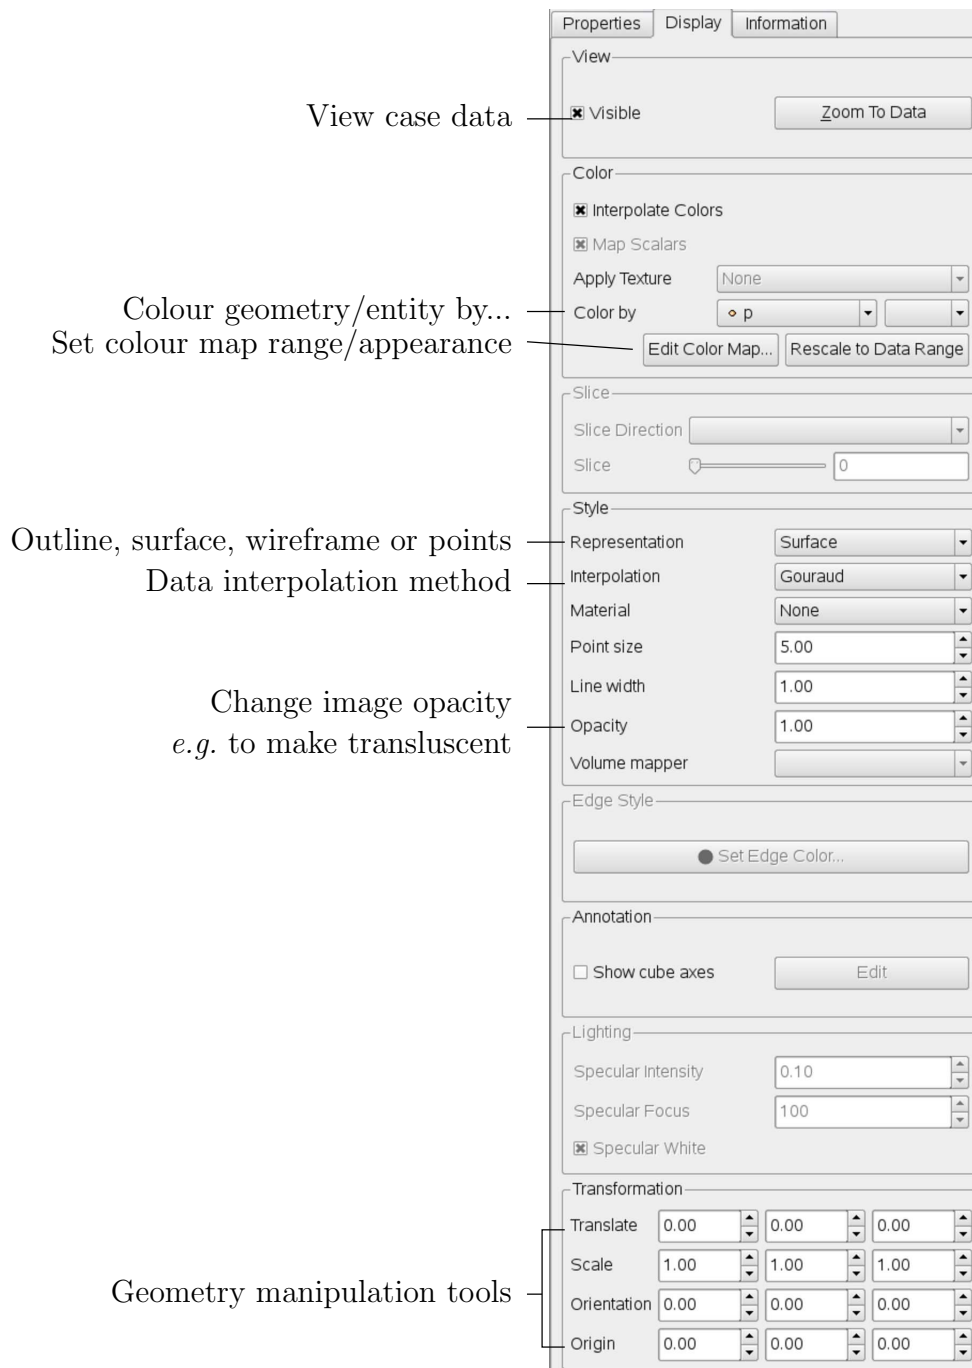 Properties Display Information
View
View case data
Visible Zoom To Data
Color
Interpolate Colors
Map Scalars
Apply Texture None
Colour geometry/entity by...
Color by p
Set colour map range/appearance
Edit Color Map... Rescale to Data Range
Slice
Slice Direction
Slice 0
Style
Outline, surface, wireframe or points
Representation Surface
Data interpolation method
Interpolation Gouraud
Material None
Point size 5.00
Line width 1.00
Change image opacity
e.g. to make transluscent
Opacity 1.00
Volume mapper
Edge Style
Set Edge Color...
Annotation
Show cube axes Edit
Lighting
Specular Intensity 0.10
Specular Focus 100
Specular White
Transformation
Translate 0.00 0.00 0.00
Scale 1.00 1.00 1.00
Geometry manipulation tools
Orientation 0.00 0.00 0.00
Origin 0.00 0.00 0.00